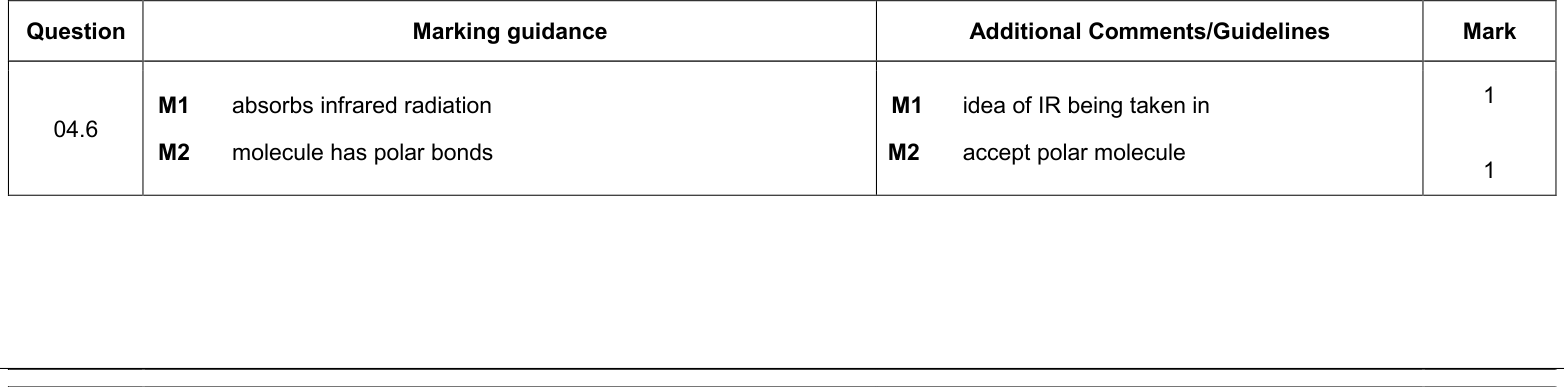 Question Marking guidance Additional Comments/Guidelines Mark
04.6
M1 absorbs infrared radiation M1 idea of IR being taken in 1
M2 molecule has polar bonds M2 accept polar molecule 1